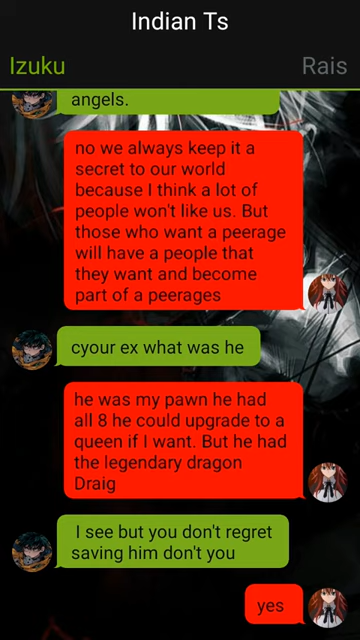 Indian Ts
Izuku
Rais
angels.
no we always keep it a
secret to our world
because I think a lot of
people won't like us. But
those who want a peerage
will have a people that
they want and become
part of a peerages
cyour ex what was he
he was my pawn he had
all 8 he could upgrade to a
queen if I want. But he had
the legendary dragon
Draig
I see but you don't regret
saving him don't you
yes